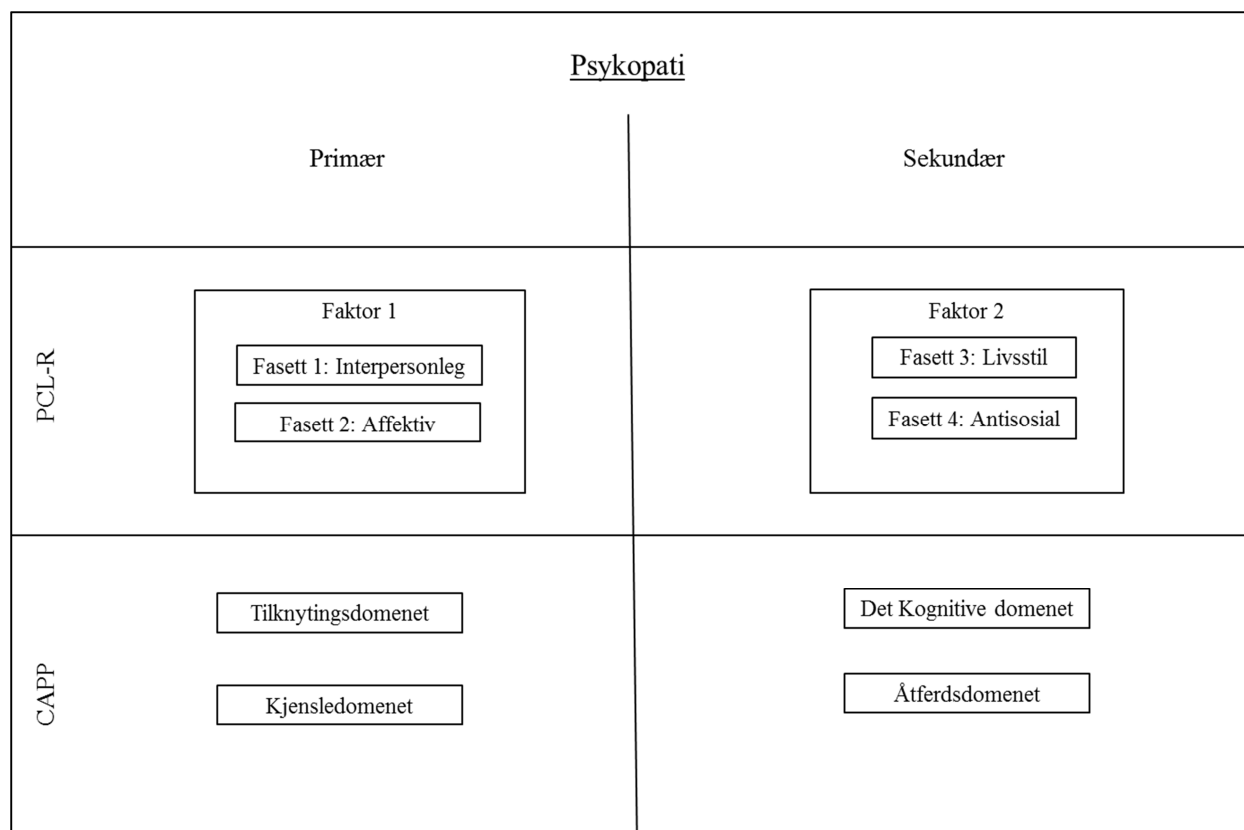 Psykopati
Primær
Sekundær
PCL-R
Faktor 1
Fasett 1: Interpersonleg
Fasett 2: Affektiv
Faktor 2
Fasett 3: Livsstil
Fasett 4: Antisosial
CAPP
Tilknytingsdomenet
Kjensledomenet
Det Kognitive domenet
Åtferdsdomenet